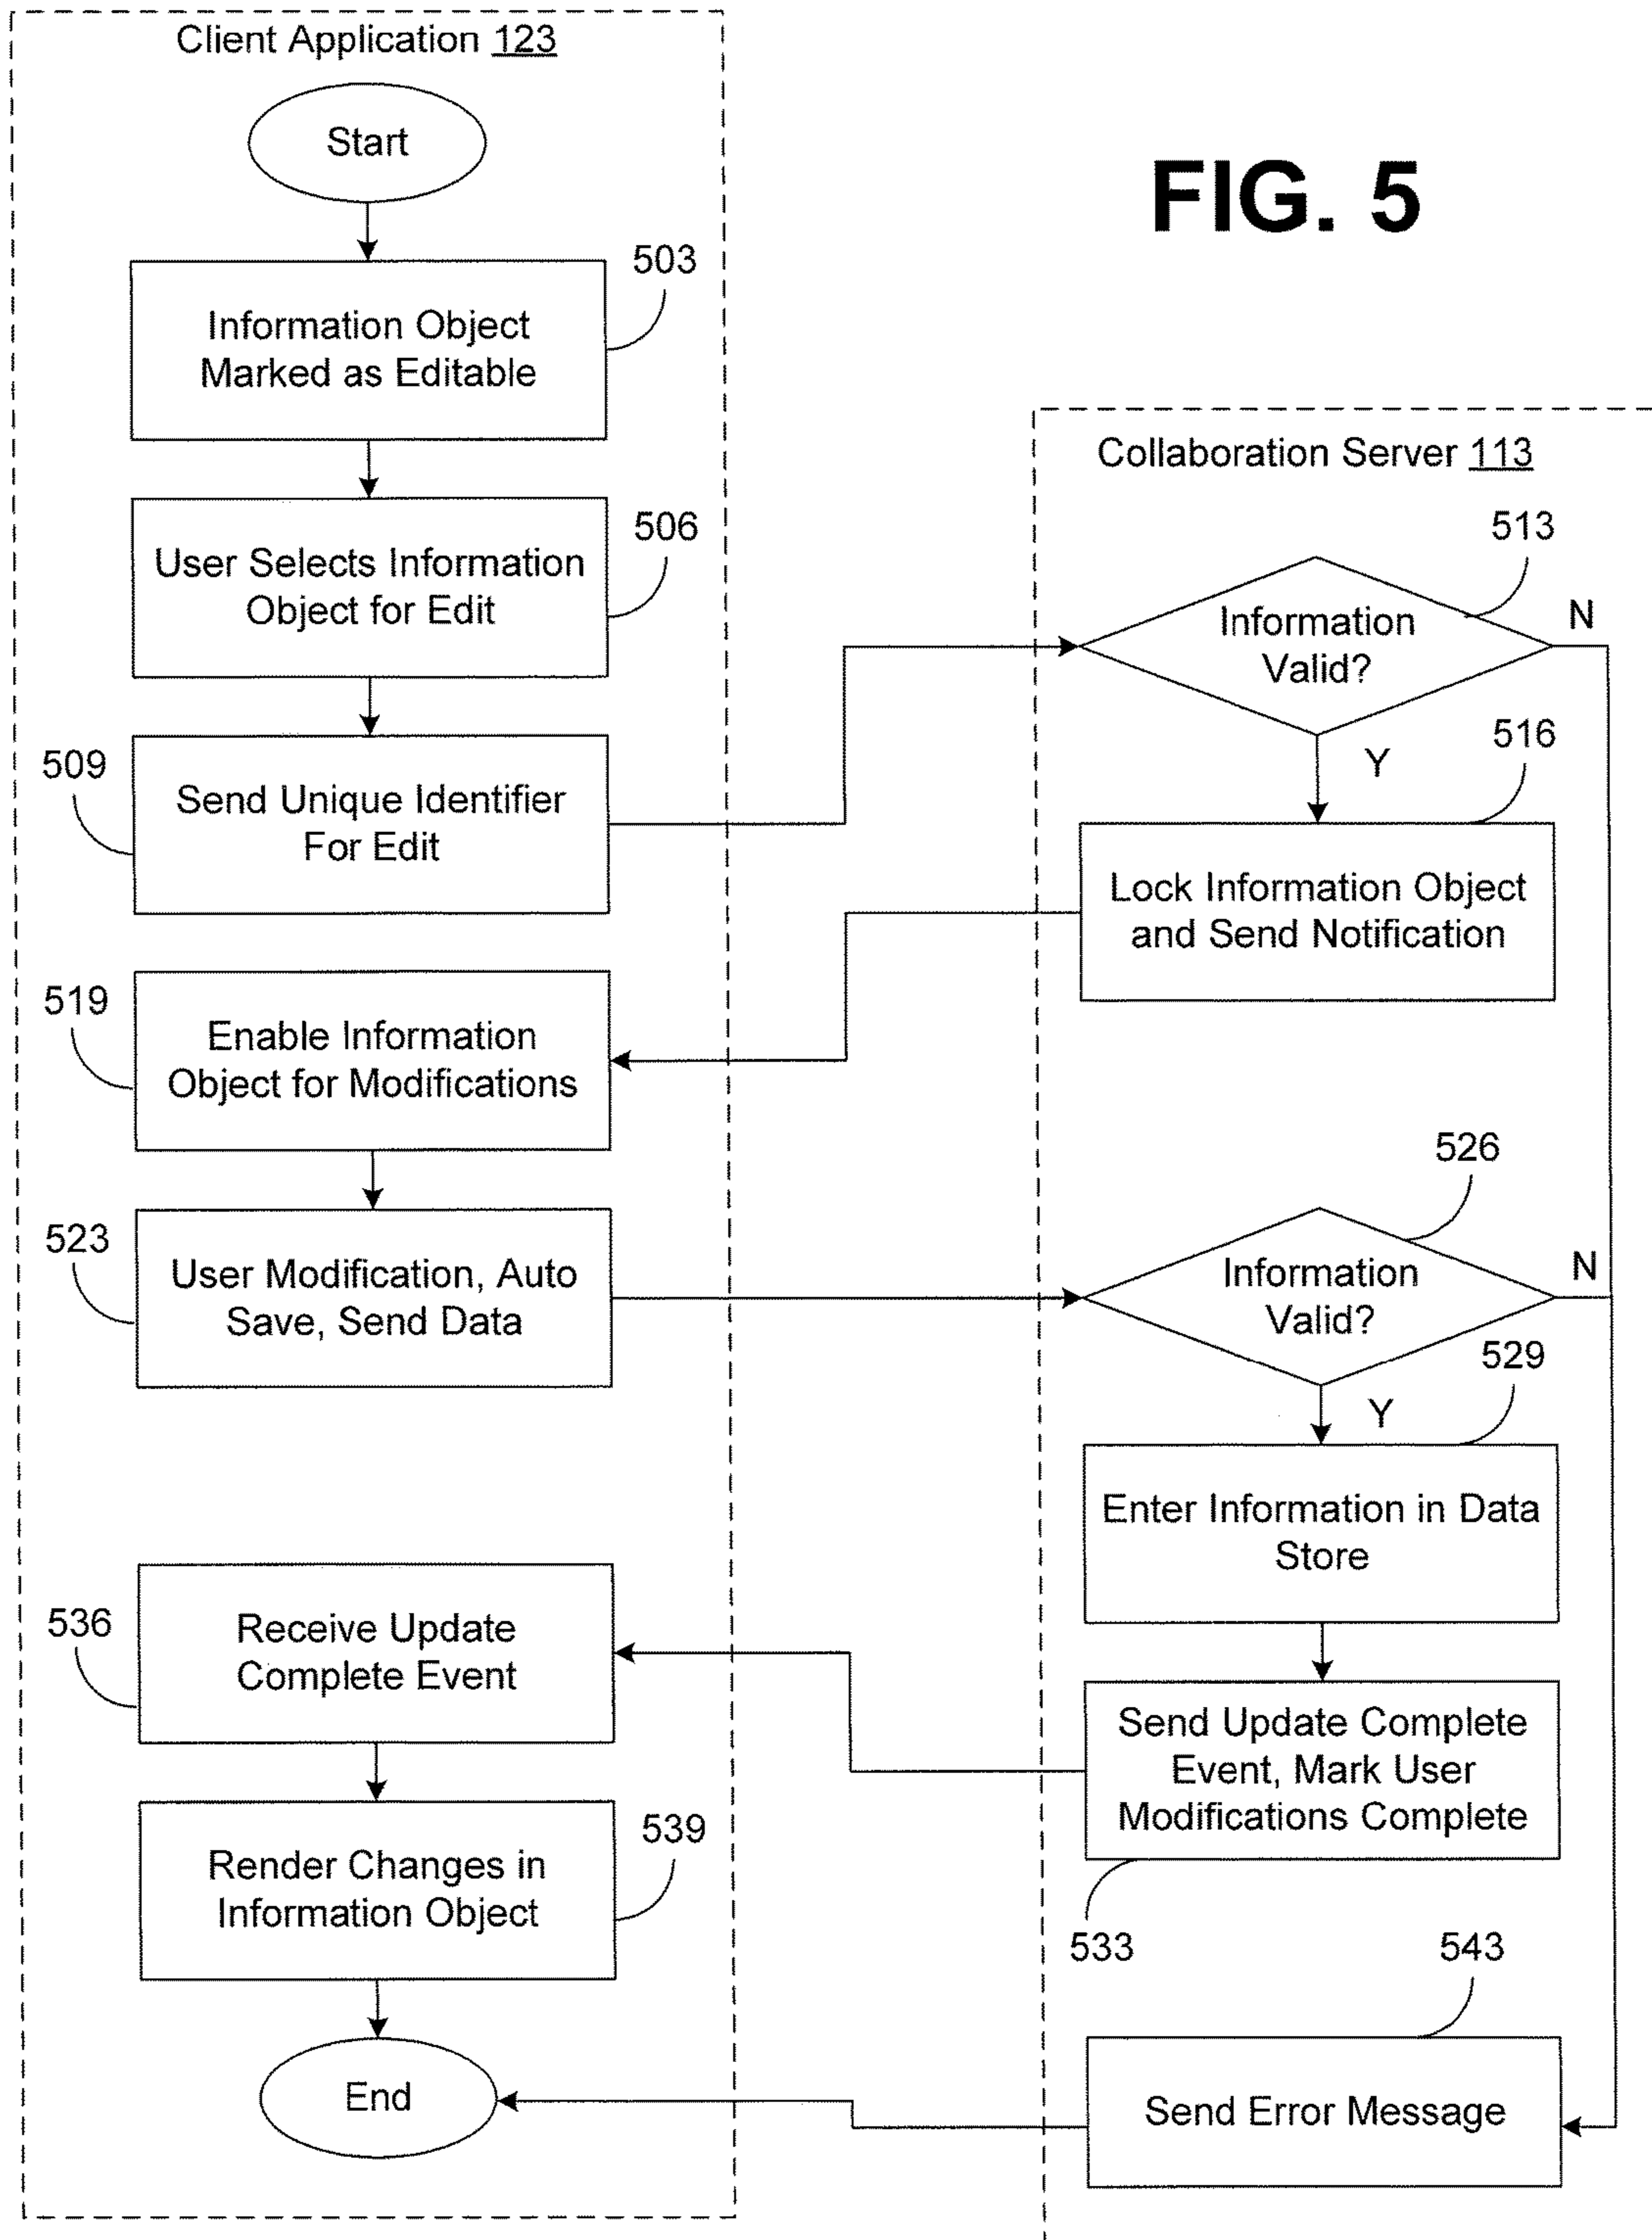 Client Application 123
Start
FIG. 5
503
Information Object
Marked as Editable
506
User Selects Information
Object for Edit
509
Send Unique Identifier
For Edit
Collaboration Server 113
513
Information
Valid?
N
Y
516
Lock Information Object
and Send Notification
519
Enable Information
Object for Modifications
523
User Modification, Auto
Save, Send Data
526
Information
Valid?
N
Y
529
Enter Information in Data
Store
Send Update Complete
Event, Mark User
Modifications Complete
533
536
Receive Update
Complete Event
539
Render Changes in
Information Object
543
Send Error Message
End